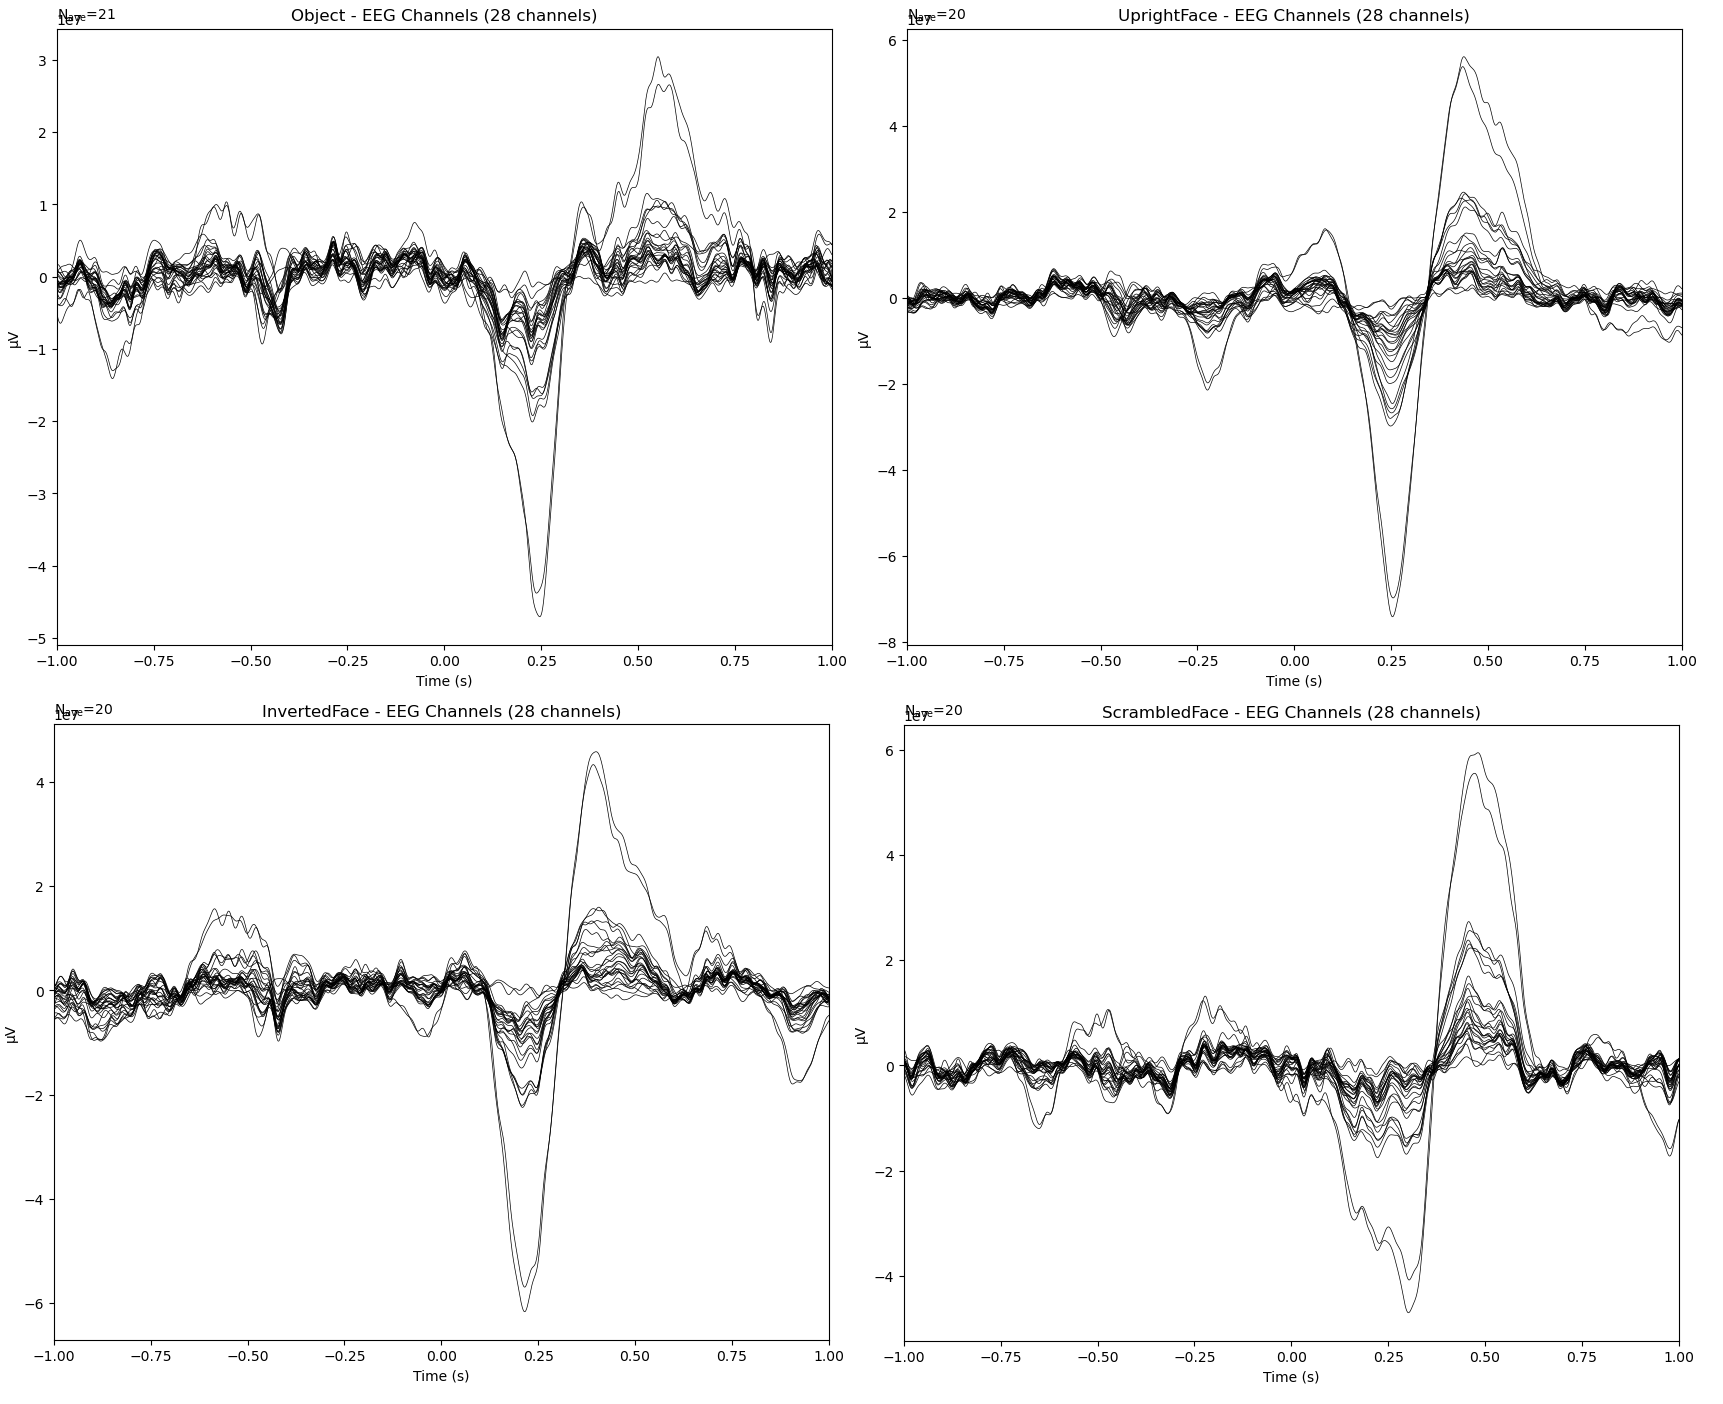 N_ave=21
1e7
Object - EEG Channels (28 channels)
3
2
1
0
−1
−2
−3
−4
−5
µV
−1.00 −0.75 −0.50 −0.25 0.00 0.25 0.50 0.75 1.00
Time (s)
N_ave=20
1e7
UprightFace - EEG Channels (28 channels)
6
4
2
0
−2
−4
−6
−8
µV
−1.00 −0.75 −0.50 −0.25 0.00 0.25 0.50 0.75 1.00
Time (s)
N_ave=20
1e7
InvertedFace - EEG Channels (28 channels)
4
2
0
−2
−4
−6
µV
−1.00 −0.75 −0.50 −0.25 0.00 0.25 0.50 0.75 1.00
Time (s)
N_ave=20
1e7
ScrambledFace - EEG Channels (28 channels)
6
4
2
0
−2
−4
µV
−1.00 −0.75 −0.50 −0.25 0.00 0.25 0.50 0.75 1.00
Time (s)